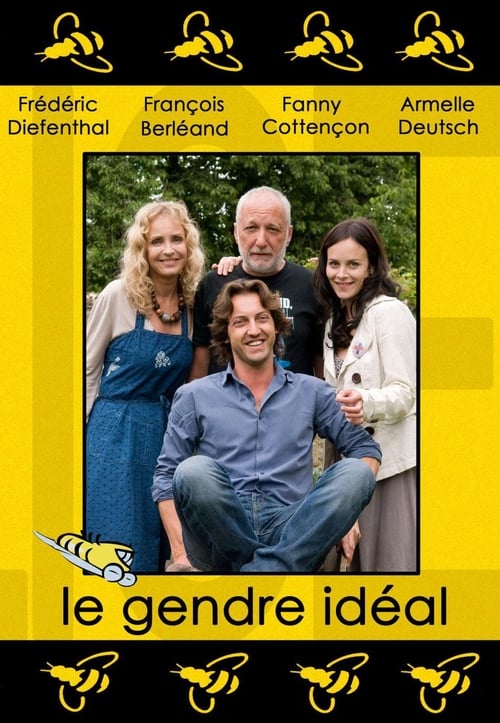 Frédéric François Fanny Armelle
Diefenthal Berléand Cottençon Deutsch
le gendre idéal